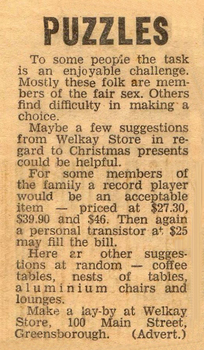 PUZZLES
To some people the task
is an enjoyable challenge.
Mostly these folk are mem-
bers of the fair sex. Others
find difficulty in making a
choice.
Maybe a few suggestions
from Welkay Store in re-
gard to Christmas presents
could be helpful.
For some members of
the family a record player
would be an acceptable
item — priced at $27.30,
$39.90 and $46. Then again
a personal transistor at $25
may fill the bill.
Here ar other sugges-
tions at random — coffee
tables, nests of tables,
aluminium chairs and
lounges.
Make a lay-by at Welkay
Store, 100 Main Street,
Greensborough. (Advert.)